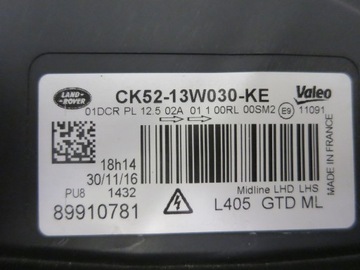 LAND
ROVER
CK52-13W030-KE
Valeo
01DCR PL 12.5 02A 01 1 00RL 00SM2 E9 11091
MADE IN FRANCE
18h14
30/11/16
PU8 1432
89910781
Midline LHD LHS
L405 GTD ML